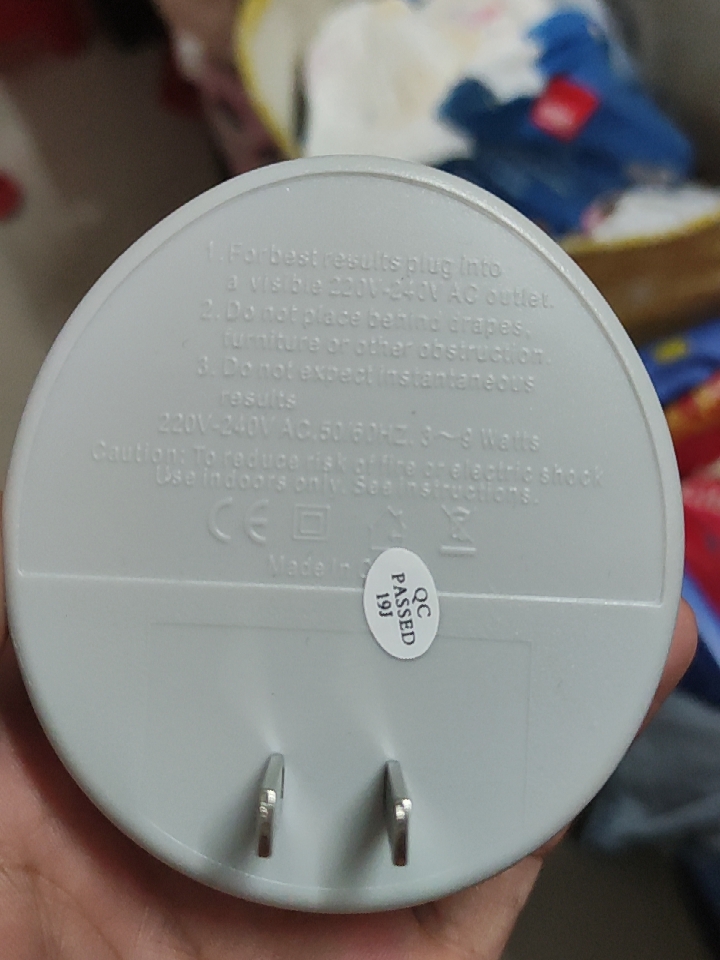 1. For best results plug into
a visible 220V-240V AC outlet.
2. Do not place behind drapes,
furniture or other obstruction.
3. Do not expect instantaneous
results
220V-240V AC, 50/60HZ, 3~9 Watts
Caution: To reduce risk of fire or electric shock
Use indoors only. See instructions.
CE
Made In
QC
PASSED
19J